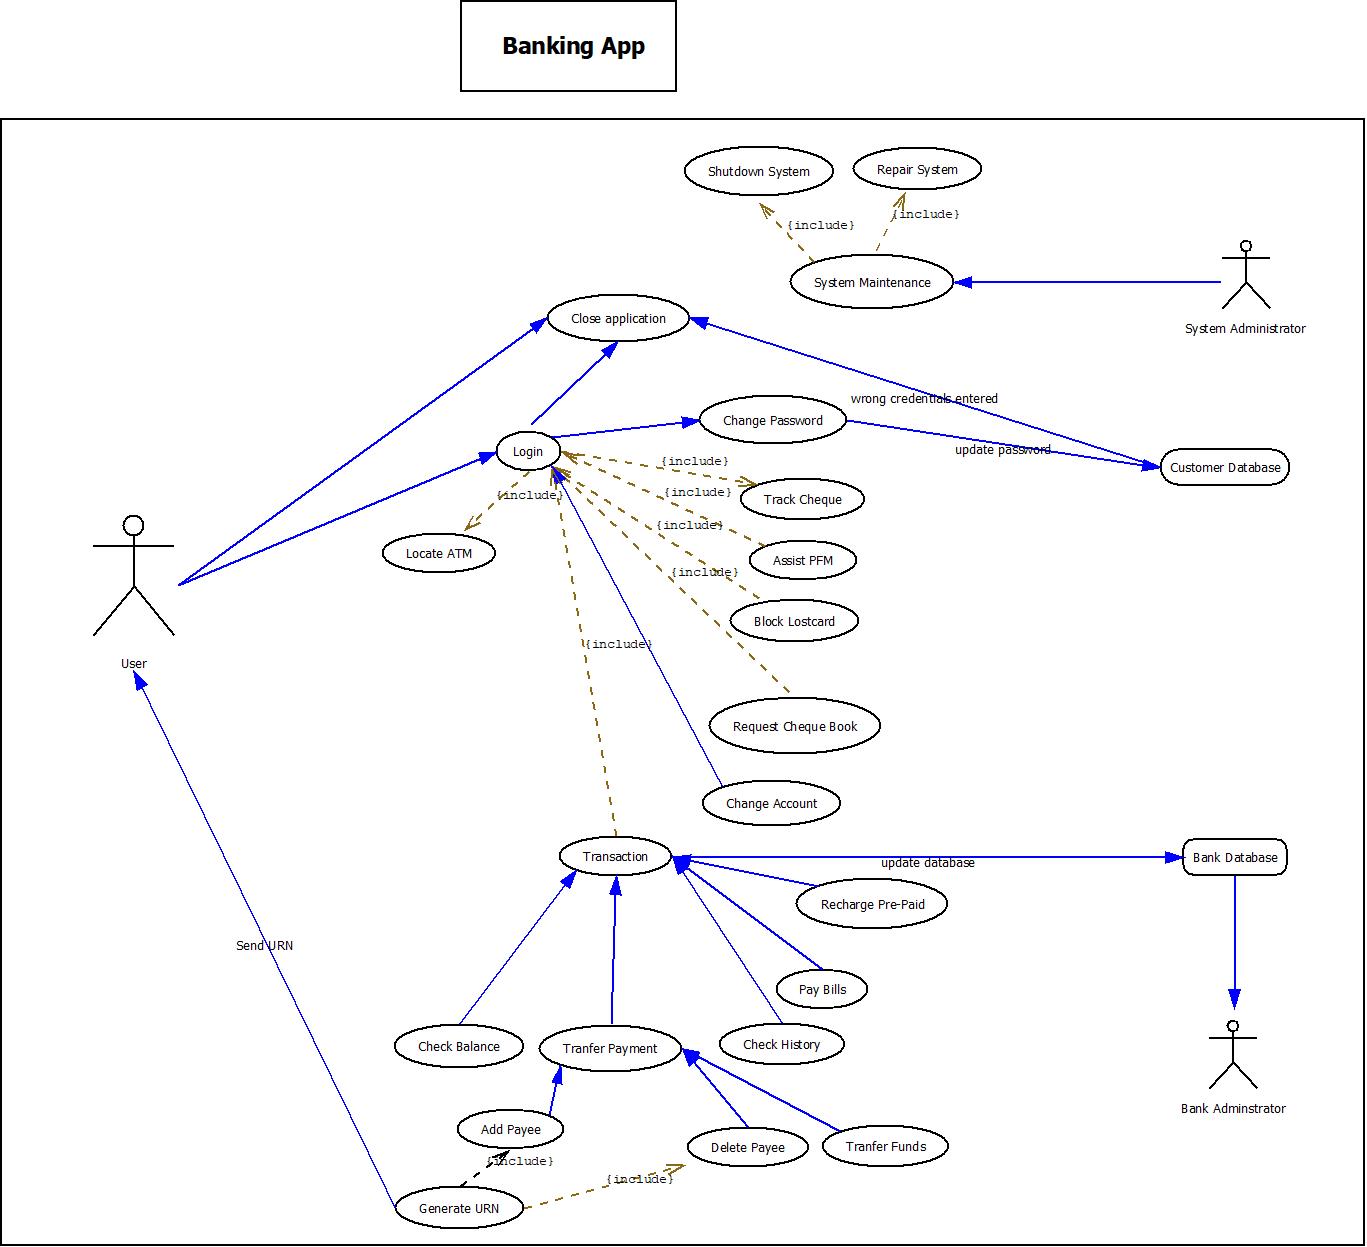 Banking App
Shutdown System
Repair System
{include}
{include}
System Maintenance
System Administrator
Close application
wrong credentials entered
Change Password
update password
Login
Customer Database
{include}
{include}
{include}
Track Cheque
{include}
Locate ATM
Assist PFM
{include}
Block Lostcard
{include}
User
Request Cheque Book
Change Account
Transaction
update database
Bank Database
Recharge Pre-Paid
Send URN
Pay Bills
Check Balance
Tranfer Payment
Check History
Bank Adminstrator
Add Payee
Delete Payee
Tranfer Funds
{include}
{include}
Generate URN